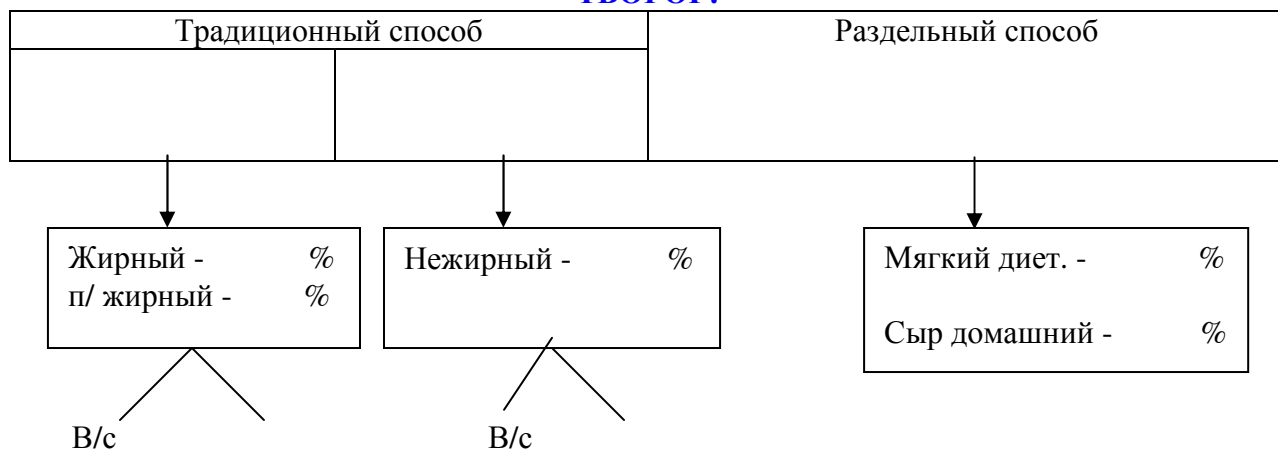 Традиционный способ
Раздельный способ
Жирный - %
п/ жирный - %
Нежирный - %
Мягкий диет. - %
Сыр домашний - %
В/с
В/с